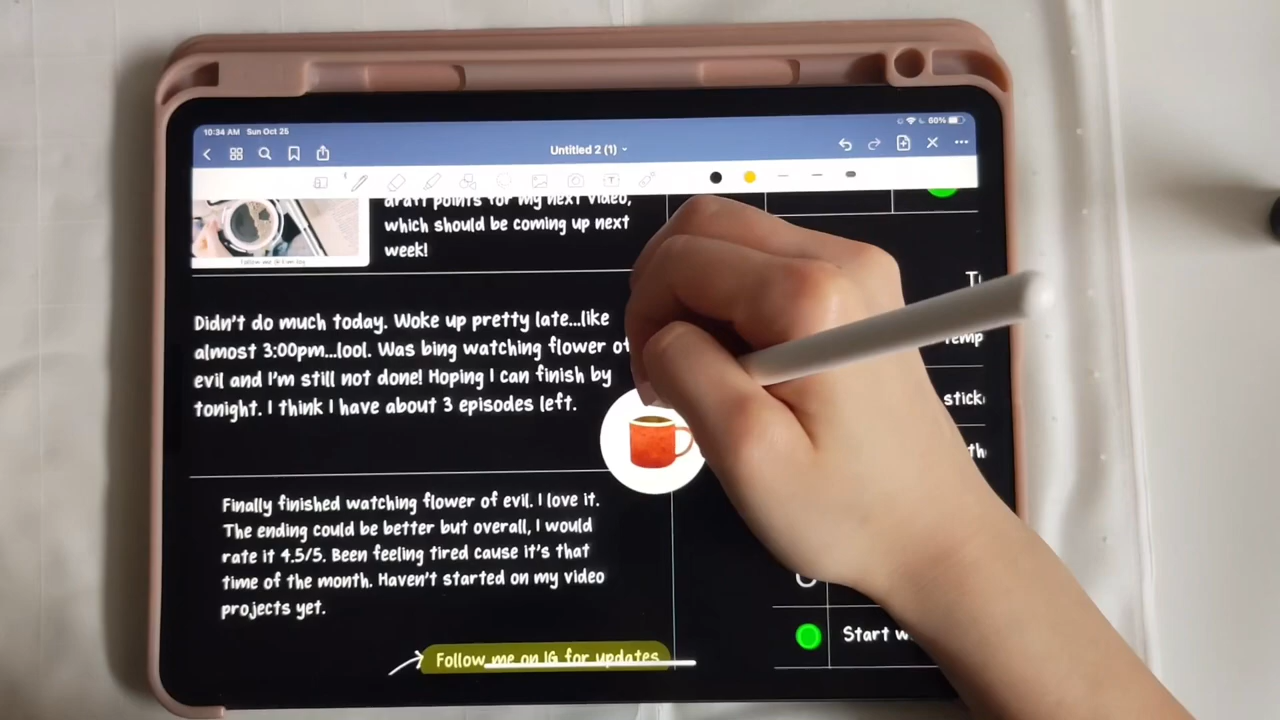 10:34 AM Sun Oct 25
60%
Untitled 2 (1)
draft points for my next video,
which should be coming up next
week!
Didn't do much today. Woke up pretty late...like
almost 3:00pm...lool. Was bing watching flower of
evil and I'm still not done! Hoping I can finish by
tonight. I think I have about 3 episodes left.
Finally finished watching flower of evil. I love it.
The ending could be better but overall, I would
rate it 4.5/5. Been feeling tired cause it's that
time of the month. Haven't started on my video
projects yet.
Follow me on IG for updates
Start